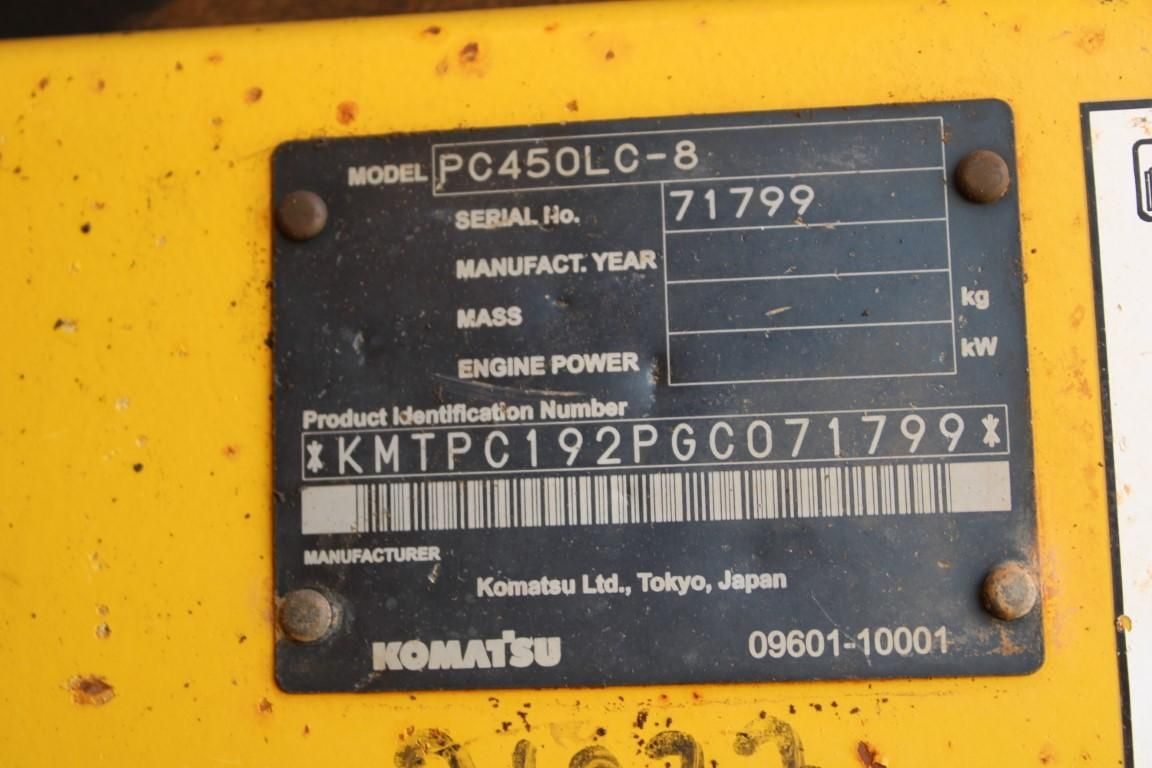 MODEL PC450LC-8
SERIAL No. 71799
MANUFACT. YEAR
MASS kg
ENGINE POWER kW
Product Identification Number
*KMTPC192PGC071799*
MANUFACTURER
Komatsu Ltd., Tokyo, Japan
KOMATSU 09601-10001